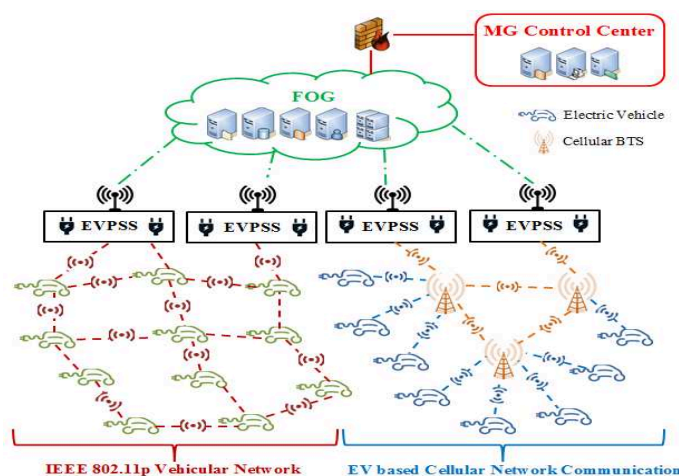 MG Control Center
FOG
Electric Vehicle
Cellular BTS
EVPSS
EVPSS
EVPSS
EVPSS
IEEE 802.11p Vehicular Network
EV based Cellular Network Communication